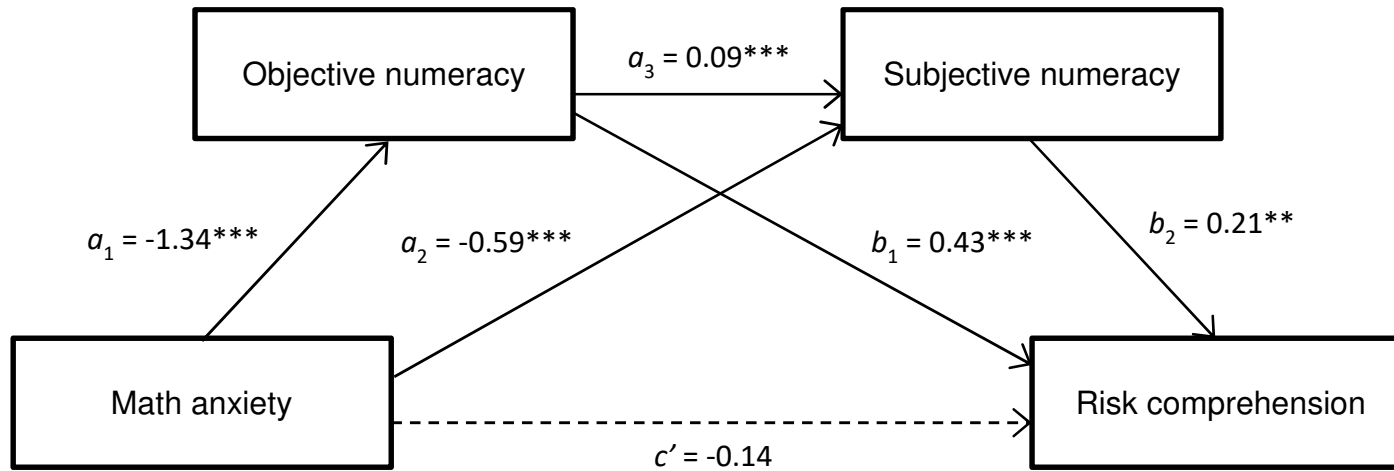 Objective numeracy
a₃ = 0.09***
Subjective numeracy
a₁ = -1.34***
a₂ = -0.59***
b₁ = 0.43***
b₂ = 0.21**
Math anxiety
Risk comprehension
c’ = -0.14